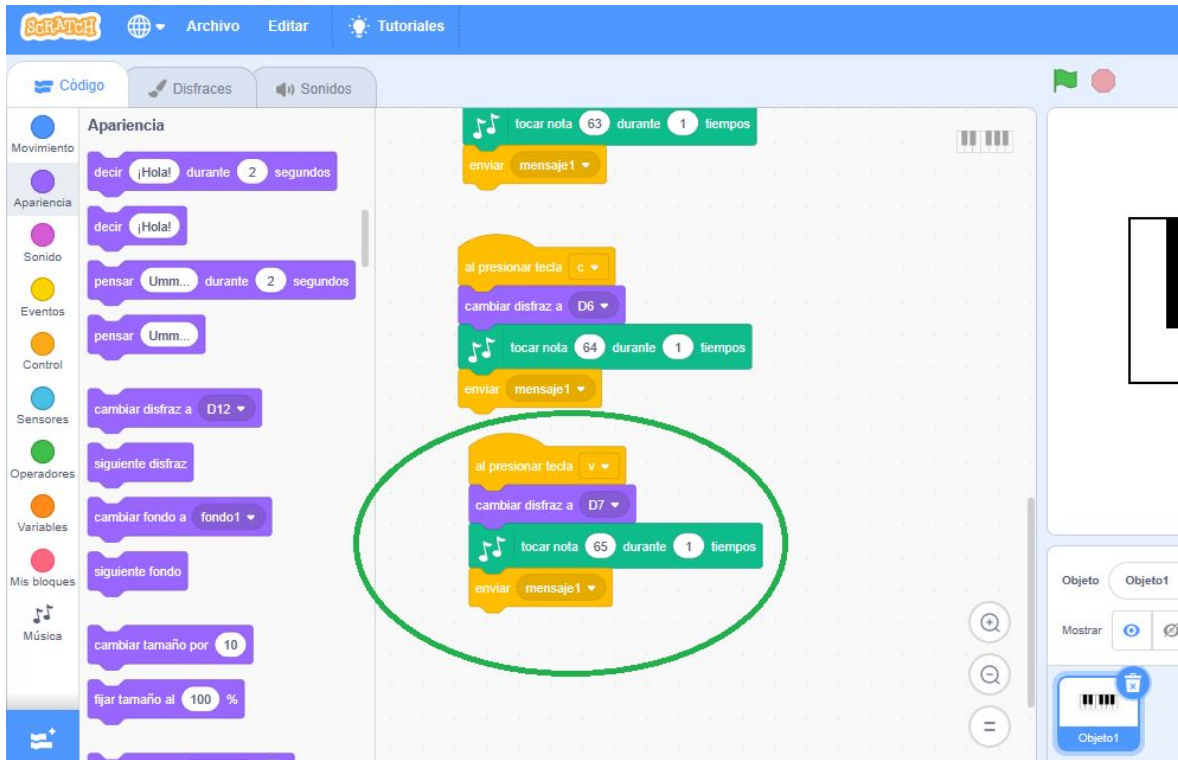 SCRATCH Archivo Editar Tutoriales
Código Disfraces Sonidos
Movimiento
Apariencia
Sonido
Eventos
Control
Sensores
Operadores
Variables
Mis bloques
Música
Apariencia
decir ¡Hola! durante 2 segundos
decir ¡Hola!
pensar Umm... durante 2 segundos
pensar Umm...
cambiar disfraz a D12
siguiente disfraz
cambiar fondo a fondo1
siguiente fondo
cambiar tamaño por 10
fijar tamaño al 100 %
tocar nota 63 durante 1 tiempos
enviar mensaje1
al presionar tecla c
cambiar disfraz a D6
tocar nota 64 durante 1 tiempos
enviar mensaje1
al presionar tecla v
cambiar disfraz a D7
tocar nota 65 durante 1 tiempos
enviar mensaje1
Objeto Objeto1
Mostrar
Objeto1